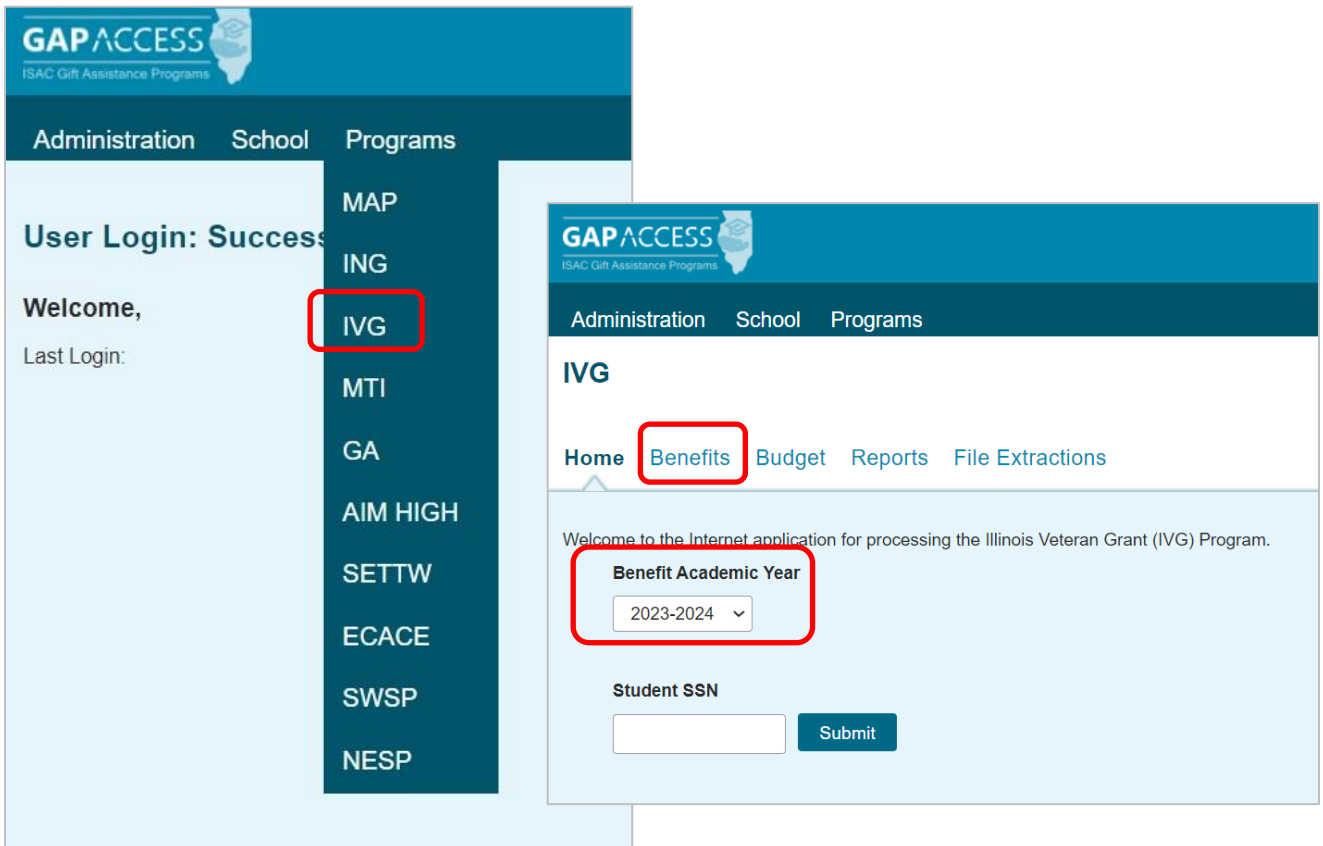 GAP ACCESS
ISAC Gift Assistance Programs
Administration School Programs
MAP
ING
IVG
MTI
GA
AIM HIGH
SETTW
ECACE
SWSP
NESP
User Login: Success
Welcome,
Last Login:
GAP ACCESS
ISAC Gift Assistance Programs
Administration School Programs
IVG
Home Benefits Budget Reports File Extractions
Welcome to the Internet application for processing the Illinois Veteran Grant (IVG) Program.
Benefit Academic Year
2023-2024
Student SSN
Submit